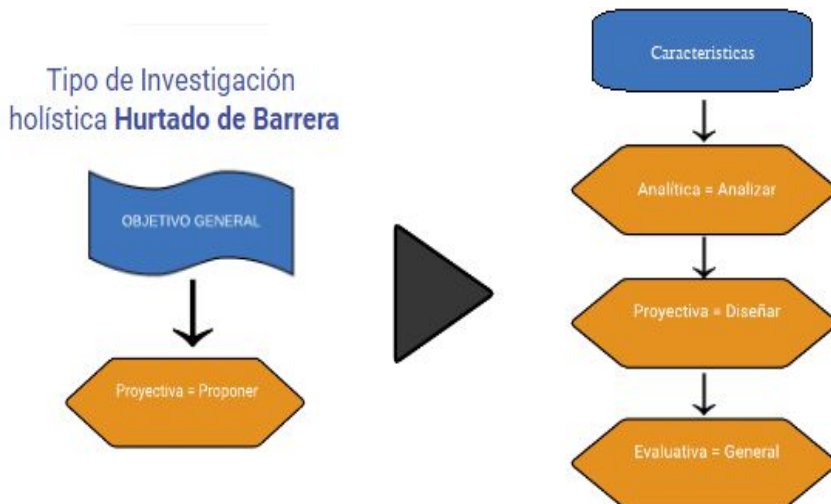 Tipo de Investigación
holística Hurtado de Barrera
OBJETIVO GENERAL
Proyectiva = Proponer
Caracteristicas
Analítica = Analizar
Proyectiva = Diseñar
Evaluativa = General